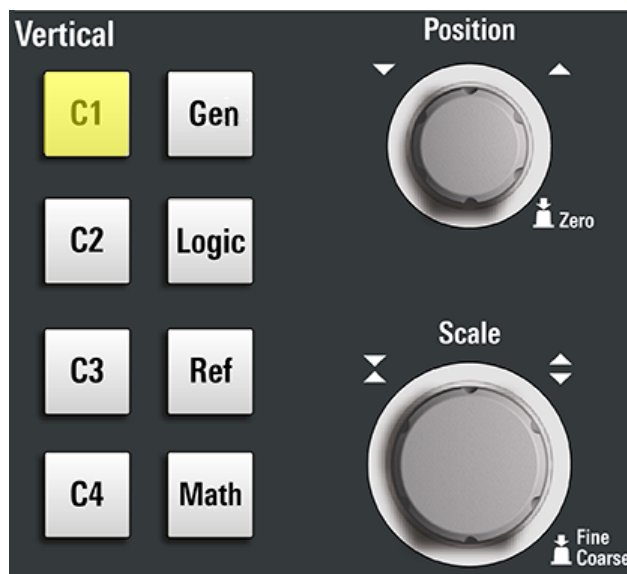 Vertical
Position
C1
Gen
Zero
C2
Logic
Scale
C3
Ref
C4
Math
Fine
Coarse